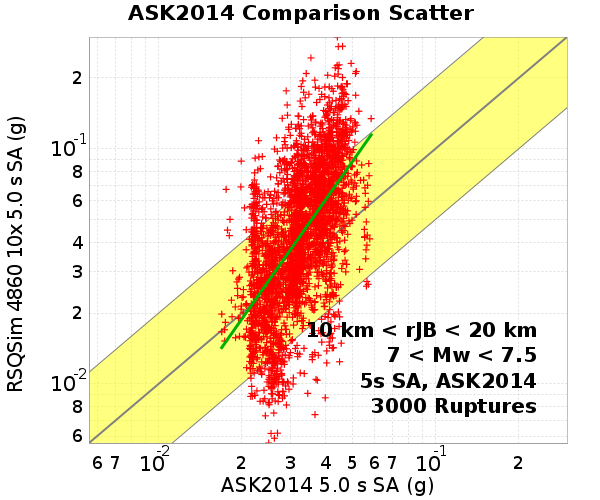 ASK2014 Comparison Scatter
RSQSim 4860 10x 5.0 s SA (g)
2
10-1
8
6
4
3
2
10-2
8
6
10 km < rJB < 20 km
7 < Mw < 7.5
5s SA, ASK2014
3000 Ruptures
6 7 10-2 2 3 4 5 6 7 10-1 2
ASK2014 5.0 s SA (g)